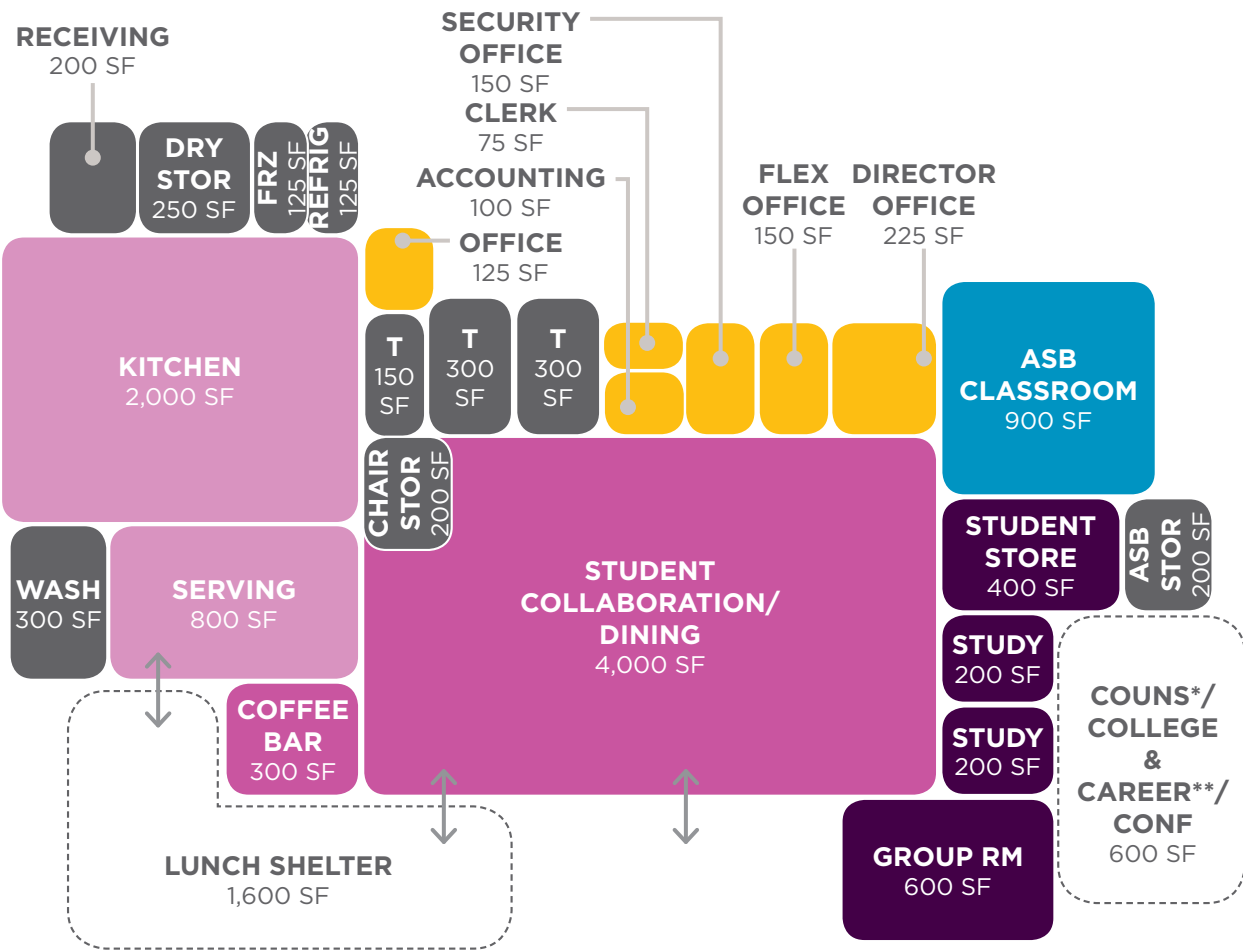 RECEIVING
200 SF
SECURITY
OFFICE
150 SF
CLERK
75 SF
ACCOUNTING
100 SF
OFFICE
125 SF
FLEX
OFFICE
150 SF
DIRECTOR
OFFICE
225 SF
DRY
STOR
250 SF
FRZ
125 SF
REFRIG
125 SF
KITCHEN
2,000 SF
T
150
SF
T
300
SF
T
300
SF
ASB
CLASSROOM
900 SF
CHAIR
STOR
200 SF
WASH
300 SF
SERVING
800 SF
STUDENT
COLLABORATION/
DINING
4,000 SF
STUDENT
STORE
400 SF
ASB
STOR
200 SF
STUDY
200 SF
STUDY
200 SF
COUNS*/
COLLEGE
&
CAREER**/
CONF
600 SF
COFFEE
BAR
300 SF
LUNCH SHELTER
1,600 SF
GROUP RM
600 SF